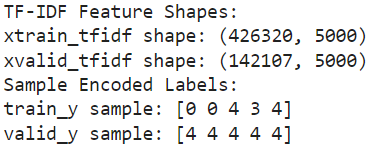 TF-IDF Feature Shapes:
xtrain_tfidf shape: (426320, 5000)
xvalid_tfidf shape: (142107, 5000)
Sample Encoded Labels:
train_y sample: [0 0 4 3 4]
valid_y sample: [4 4 4 4 4]